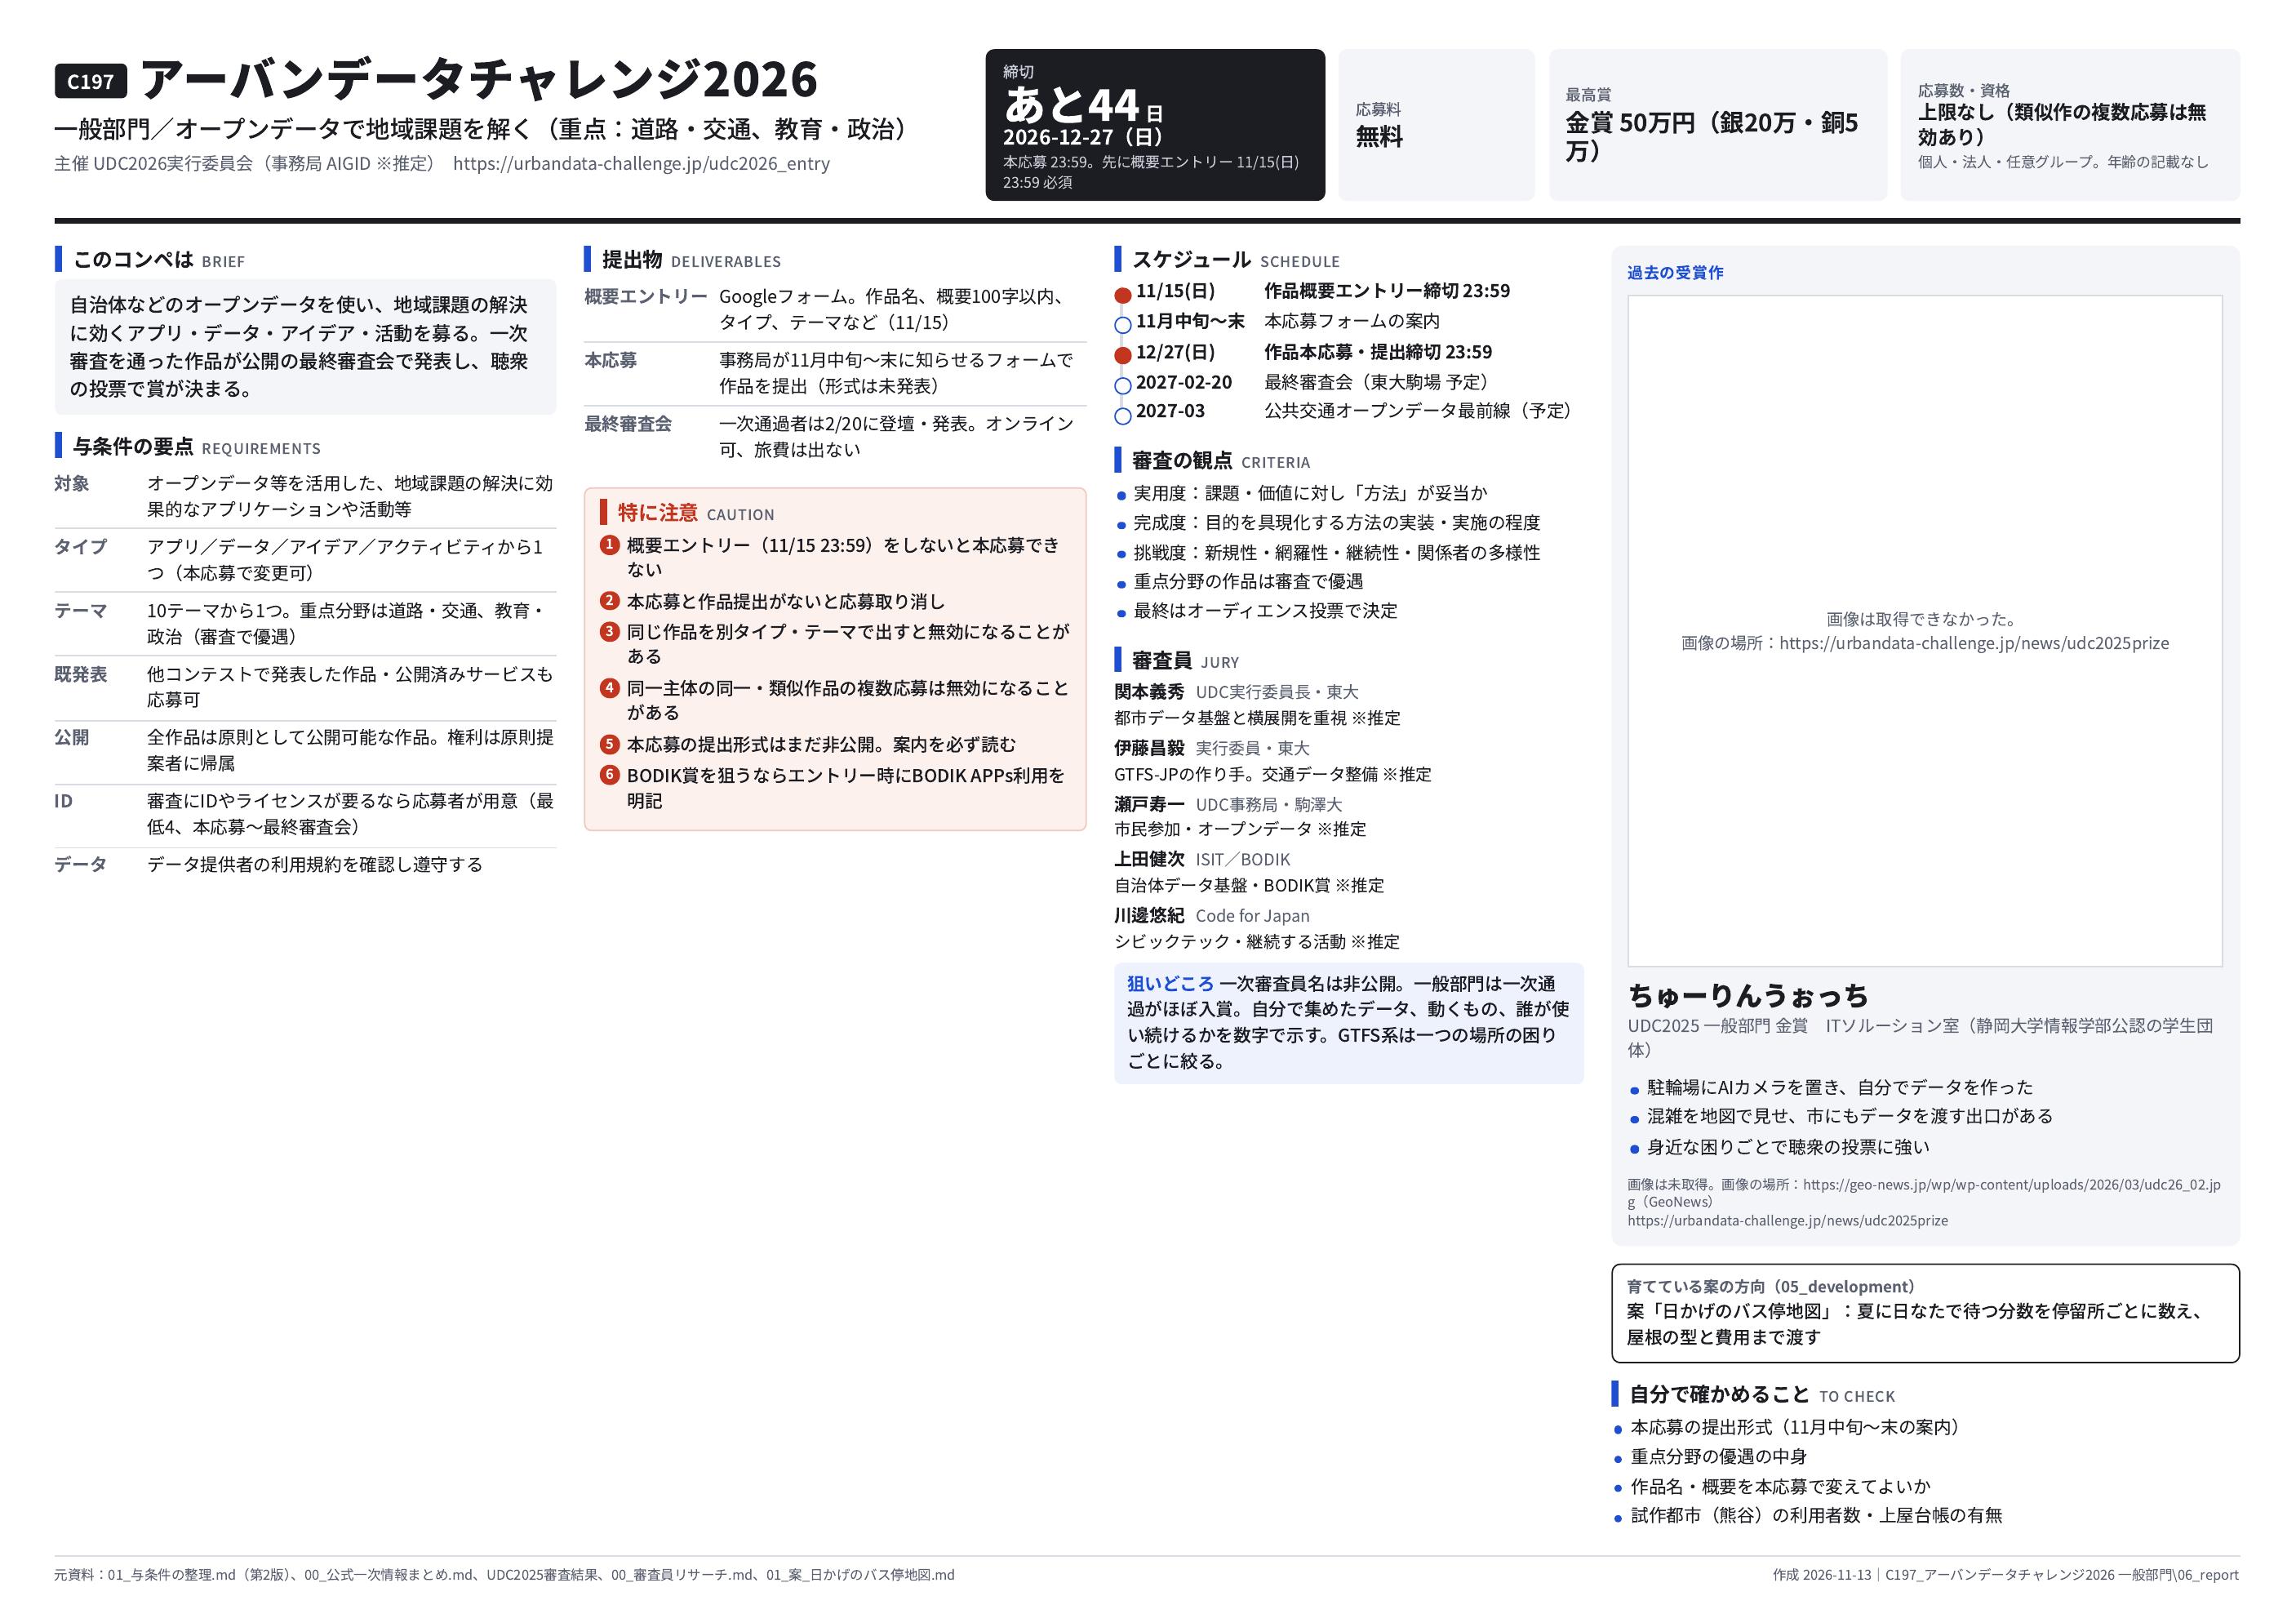 C197 アーバンデータチャレンジ2026
一般部門／オープンデータで地域課題を解く（重点：道路・交通、教育・政治）
主催 UDC2026実行委員会（事務局 AIGID ※推定） https://urbandata-challenge.jp/udc2026_entry
締切
あと44日
2026-12-27（日）
本応募 23:59。先に概要エントリー 11/15(日)
23:59 必須
応募料
無料
最高賞
金賞 50万円（銀20万・銅5
万）
応募数・資格
上限なし（類似作の複数応募は無
効あり）
個人・法人・任意グループ。年齢の記載なし
このコンペは BRIEF
自治体などのオープンデータを使い、地域課題の解決
に効くアプリ・データ・アイデア・活動を募る。一次
審査を通った作品が公開の最終審査会で発表し、聴衆
の投票で賞が決まる。
与条件の要点 REQUIREMENTS
対象 オープンデータ等を活用した、地域課題の解決に効
果的なアプリケーションや活動等
タイプ アプリ／データ／アイデア／アクティビティから1
つ（本応募で変更可）
テーマ 10テーマから1つ。重点分野は道路・交通、教育・
政治（審査で優遇）
既発表 他コンテストで発表した作品・公開済みサービスも
応募可
公開 全作品は原則として公開可能な作品。権利は原則提
案者に帰属
ID 審査にIDやライセンスが要るなら応募者が用意（最
低4、本応募〜最終審査会）
データ データ提供者の利用規約を確認し遵守する
提出物 DELIVERABLES
概要エントリー Googleフォーム。作品名、概要100字以内、
タイプ、テーマなど（11/15）
本応募 事務局が11月中旬〜末に知らせるフォームで
作品を提出（形式は未発表）
最終審査会 一次通過者は2/20に登壇・発表。オンライン
可、旅費は出ない
特に注意 CAUTION
1 概要エントリー（11/15 23:59）をしないと本応募でき
ない
2 本応募と作品提出がないと応募取り消し
3 同じ作品を別タイプ・テーマで出すと無効になることが
ある
4 同一主体の同一・類似作品の複数応募は無効になること
がある
5 本応募の提出形式はまだ非公開。案内を必ず読む
6 BODIK賞を狙うならエントリー時にBODIK APPs利用を
明記
スケジュール SCHEDULE
11/15(日) 作品概要エントリー締切 23:59
11月中旬〜末 本応募フォームの案内
12/27(日) 作品本応募・提出締切 23:59
2027-02-20 最終審査会（東大駒場 予定）
2027-03 公共交通オープンデータ最前線（予定）
審査の観点 CRITERIA
実用度：課題・価値に対し「方法」が妥当か
完成度：目的を具現化する方法の実装・実施の程度
挑戦度：新規性・網羅性・継続性・関係者の多様性
重点分野の作品は審査で優遇
最終はオーディエンス投票で決定
審査員 JURY
関本義秀 UDC実行委員長・東大
都市データ基盤と横展開を重視 ※推定
伊藤昌毅 実行委員・東大
GTFS-JPの作り手。交通データ整備 ※推定
瀬戸寿一 UDC事務局・駒澤大
市民参加・オープンデータ ※推定
上田健次 ISIT／BODIK
自治体データ基盤・BODIK賞 ※推定
川邊悠紀 Code for Japan
シビックテック・継続する活動 ※推定
狙いどころ 一次審査員名は非公開。一般部門は一次通
過がほぼ入賞。自分で集めたデータ、動くもの、誰が使
い続けるかを数字で示す。GTFS系は一つの場所の困り
ごとに絞る。
過去の受賞作
画像は取得できなかった。
画像の場所：https://urbandata-challenge.jp/news/udc2025prize
ちゅーりんうぉっち
UDC2025 一般部門 金賞 ITソルーション室（静岡大学情報学部公認の学生団
体）
駐輪場にAIカメラを置き、自分でデータを作った
混雑を地図で見せ、市にもデータを渡す出口がある
身近な困りごとで聴衆の投票に強い
画像は未取得。画像の場所：https://geo-news.jp/wp/wp-content/uploads/2026/03/udc26_02.jp
g（GeoNews）
https://urbandata-challenge.jp/news/udc2025prize
育てている案の方向（05_development）
案「日かげのバス停地図」：夏に日なたで待つ分数を停留所ごとに数え、
屋根の型と費用まで渡す
自分で確かめること TO CHECK
本応募の提出形式（11月中旬〜末の案内）
重点分野の優遇の中身
作品名・概要を本応募で変えてよいか
試作都市（熊谷）の利用者数・上屋台帳の有無
元資料：01_与条件の整理.md（第2版）、00_公式一次情報まとめ.md、UDC2025審査結果、00_審査員リサーチ.md、01_案_日かげのバス停地図.md
作成 2026-11-13｜C197_アーバンデータチャレンジ2026 一般部門\06_report